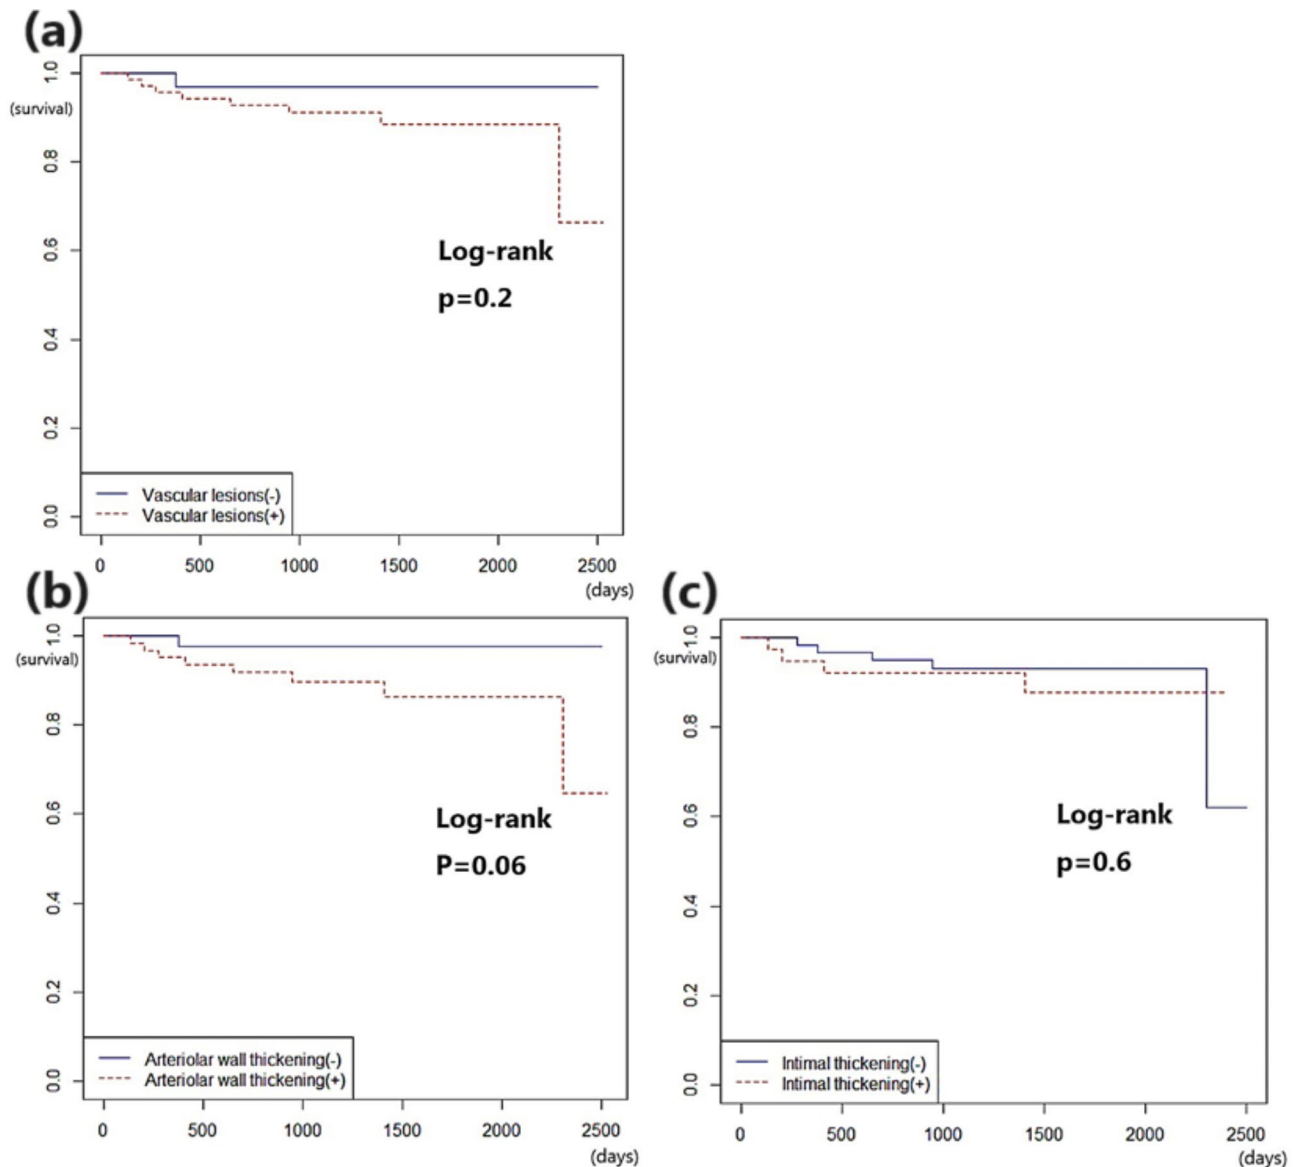 (a)
1.0
(survival)
0.8
0.6
0.4
0.2
0.0
Log-rank
p=0.2
Vascular lesions(-)
Vascular lesions(+)
0 500 1000 1500 2000 2500
(days)
(b)
1.0
(survival)
0.8
0.6
0.4
0.2
0.0
Log-rank
P=0.06
Arteriolar wall thickening(-)
Arteriolar wall thickening(+)
0 500 1000 1500 2000 2500
(days)
(c)
1.0
(survival)
0.8
0.6
0.4
0.2
0.0
Log-rank
p=0.6
Intimal thickening(-)
Intimal thickening(+)
0 500 1000 1500 2000 2500
(days)